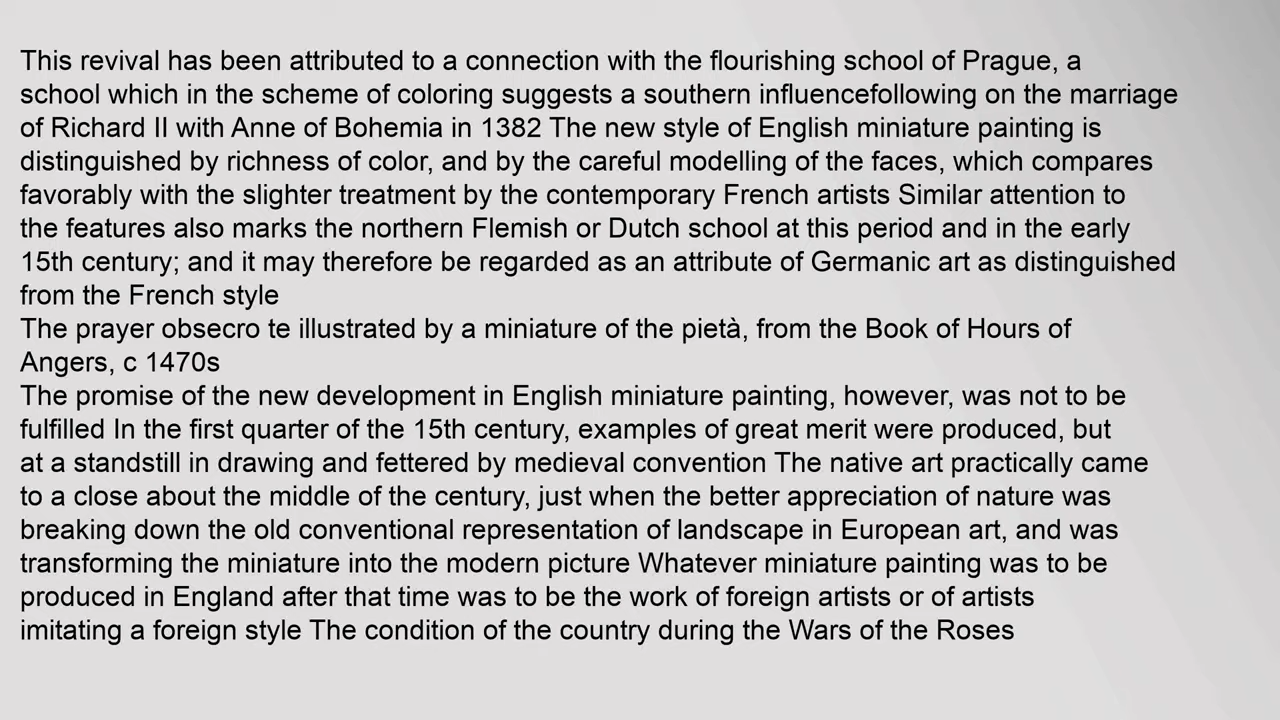 This revival has been attributed to a connection with the flourishing school of Prague, a
school which in the scheme of coloring suggests a southern influencefollowing on the marriage
of Richard II with Anne of Bohemia in 1382 The new style of English miniature painting is
distinguished by richness of color, and by the careful modelling of the faces, which compares
favorably with the slighter treatment by the contemporary French artists Similar attention to
the features also marks the northern Flemish or Dutch school at this period and in the early
15th century; and it may therefore be regarded as an attribute of Germanic art as distinguished
from the French style
The prayer obsecro te illustrated by a miniature of the pietà, from the Book of Hours of
Angers, c 1470s
The promise of the new development in English miniature painting, however, was not to be
fulfilled In the first quarter of the 15th century, examples of great merit were produced, but
at a standstill in drawing and fettered by medieval convention The native art practically came
to a close about the middle of the century, just when the better appreciation of nature was
breaking down the old conventional representation of landscape in European art, and was
transforming the miniature into the modern picture Whatever miniature painting was to be
produced in England after that time was to be the work of foreign artists or of artists
imitating a foreign style The condition of the country during the Wars of the Roses